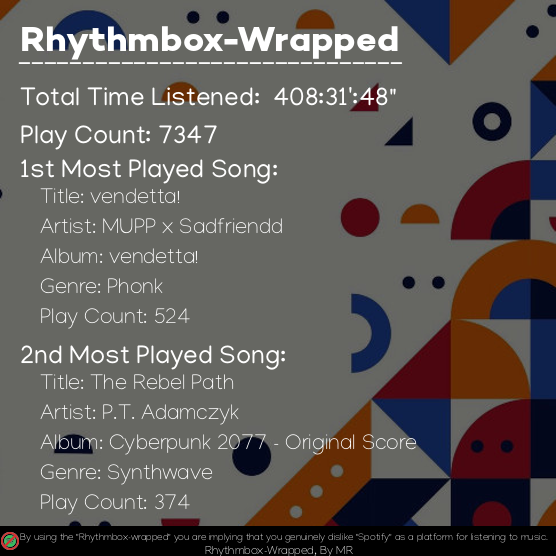 Rhythmbox-Wrapped
______________________________
Total Time Listened:  408:31':48"
Play Count: 7347
1st Most Played Song:
Title: vendetta!
Artist: MUPP x Sadfriendd
Album: vendetta!
Genre: Phonk
Play Count: 524
2nd Most Played Song:
Title: The Rebel Path
Artist: P.T. Adamczyk
Album: Cyberpunk 2077 - Original Score
Genre: Synthwave
Play Count: 374
By using the "Rhythmbox-wrapped" you are implying that you genuinely dislike "Spotify" as a platform for listening to music.
Rhythmbox-Wrapped, By MR